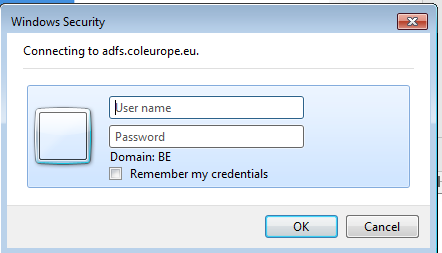 Windows Security
Connecting to adfs.coleurope.eu.
User name
Password
Domain: BE
Remember my credentials
OK
Cancel